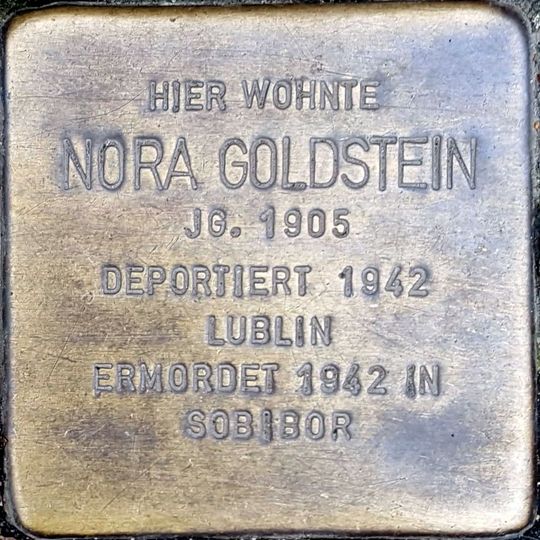 HIER WOHNTE
NORA GOLDSTEIN
JG. 1905
DEPORTIERT 1942
LUBLIN
ERMORDET 1942 IN
SOBIBOR